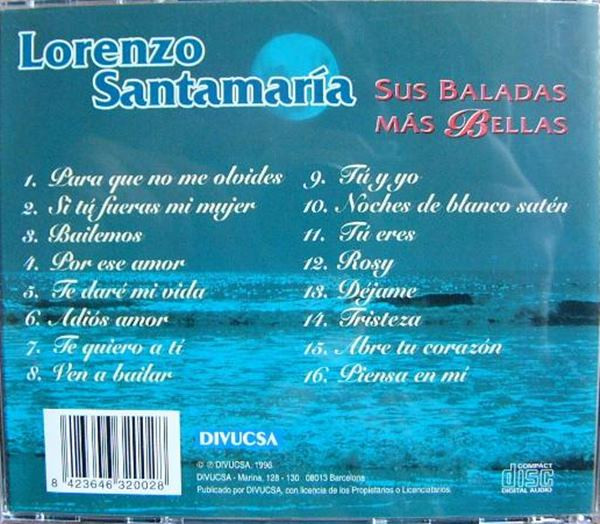 Lorenzo
Santamaría
SUS BALADAS
MÁS BELLAS
1. Para que no me olvides
2. Si tú fueras mi mujer
3. Bailemos
4. Por ese amor
5. Te daré mi vida
6. Adiós amor
7. Te quiero a tí
8. Ven a bailar
9. Tú y yo
10. Noches de blanco satén
11. Tú eres
12. Rosy
13. Déjame
14. Tristeza
15. Abre tu corazón
16. Piensa en mí
8 423646 320028
DIVUCSA
© ℗ DIVUCSA, 1996
DIVUCSA - Marina, 128 - 130 08013 Barcelona
Publicado por DIVUCSA, con licencia de los Propietarios o Licenciatarios.
COMPACT
disc
DIGITAL AUDIO